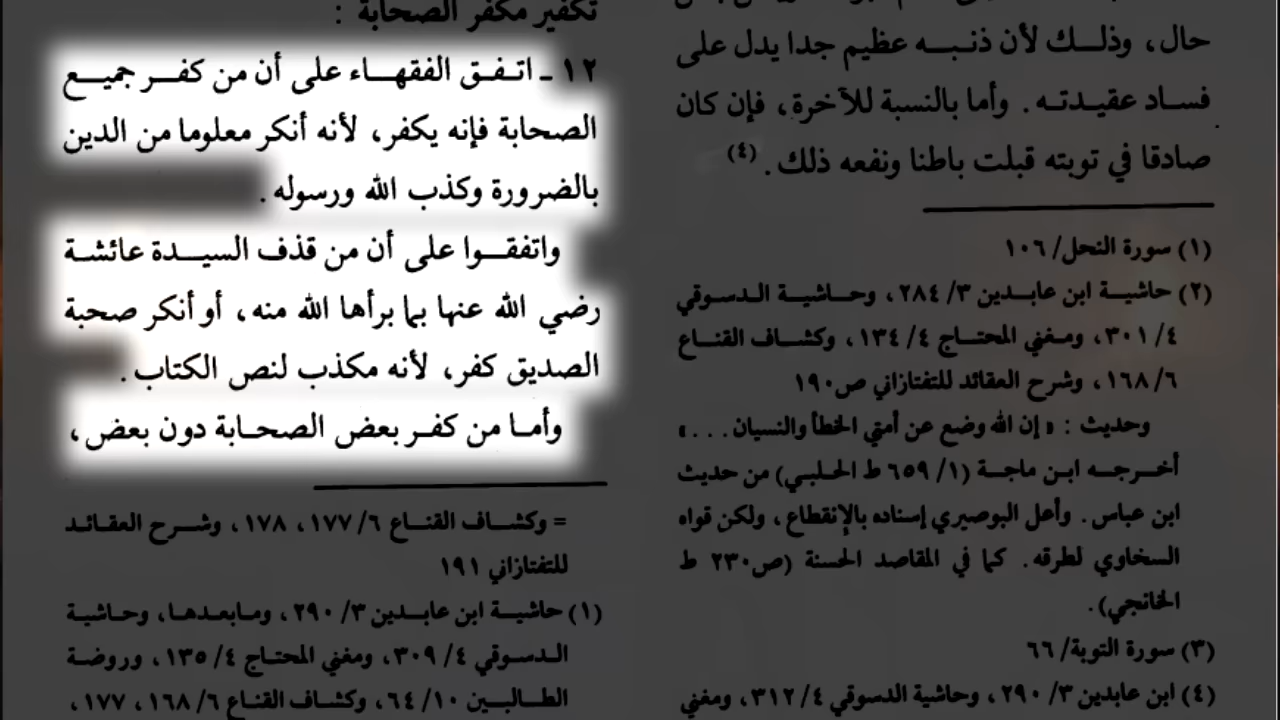 حال، وذلك لأن ذنبه عظيم جدا يدل على
فساد عقيدته. وأما بالنسبة للآخرة، فإن كان
صادقا في توبته قبلت باطنا ونفعه ذلك. (٤)
(١) سورة النحل/ ١٠٦
(٢) حاشية ابن عابدين ٣/ ٢٨٤، وحاشية الدسوقي
٤/ ٣٠١، ومغني المحتاج ٤/ ١٣٤، وكشاف القناع
٦/ ١٦٨، وشرح العقائد للتفتازاني ص١٩٠
وحديث : «إن الله وضع عن أمتي الخطأ والنسيان...»
أخرجه ابن ماجة (١/ ٦٥٩ ط الحلبي) من حديث
ابن عباس. وأعل البوصيري إسناده بالإنقطاع، ولكن قواه
السخاوي لطرقه. كما في المقاصد الحسنة (ص٢٣٠ ط
الخانجي).
(٣) سورة التوبة/ ٦٦
(٤) ابن عابدين ٣/ ٢٩٠، وحاشية الدسوقي ٤/ ٣١٢، ومغني
تكفير مكفر الصحابة :
١٢ - اتفق الفقهاء على أن من كفر جميع
الصحابة فإنه يكفر، لأنه أنكر معلوما من الدين
بالضرورة وكذب الله ورسوله.
واتفقوا على أن من قذف السيدة عائشة
رضي الله عنها بما برأها الله منه، أو أنكر صحبة
الصديق كفر، لأنه مكذب لنص الكتاب.
وأما من كفر بعض الصحابة دون بعض،
= وكشاف القناع ٦/ ١٧٧، ١٧٨، وشرح العقائد
للتفتازاني ١٩١
(١) حاشية ابن عابدين ٣/ ٢٩٠، ومابعدها، وحاشية
الدسوقي ٤/ ٣٠٩، ومغني المحتاج ٤/ ١٣٥، وروضة
الطالبين ١٠/ ٦٤، وكشاف القناع ٦/ ١٦٨، ١٧٧،